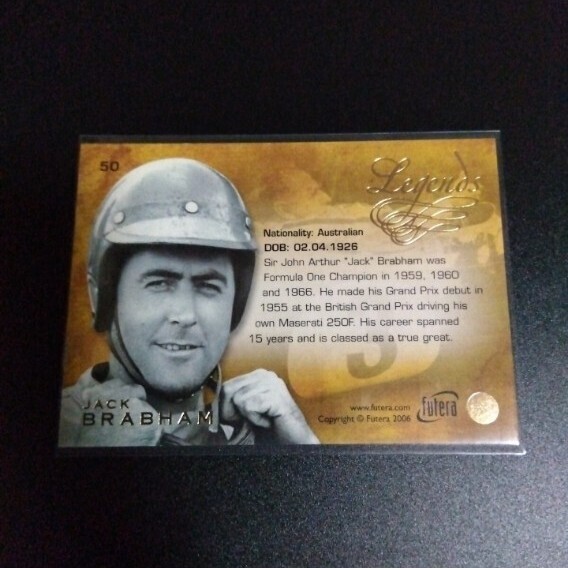 50
Legends
Nationality: Australian
DOB: 02.04.1926
Sir John Arthur "Jack" Brabham was
Formula One Champion in 1959, 1960
and 1966. He made his Grand Prix debut in
1955 at the British Grand Prix driving his
own Maserati 250F. His career spanned
15 years and is classed as a true great.
JACK
BRABHAM
www.futera.com
Copyright © Futera 2006
futera